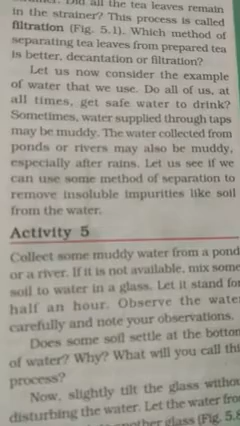 Did all the tea leaves remain
in the strainer? This process is called
filtration (Fig. 5.1). Which method of
separating tea leaves from prepared tea
is better, decantation or filtration?
Let us now consider the example
of water that we use. Do all of us, at
all times, get safe water to drink?
Sometimes, water supplied through taps
may be muddy. The water collected from
ponds or rivers may also be muddy,
especially after rains. Let us see if we
can use some method of separation to
remove insoluble impurities like soil
from the water.
Activity 5
Collect some muddy water from a pond
or a river. If it is not available, mix some
soil to water in a glass. Let it stand for
half an hour. Observe the water
carefully and note your observations.
Does some soil settle at the bottom
of water? Why? What will you call this
process?
Now, slightly tilt the glass without
disturbing the water. Let the water from
another glass (Fig. 5.8